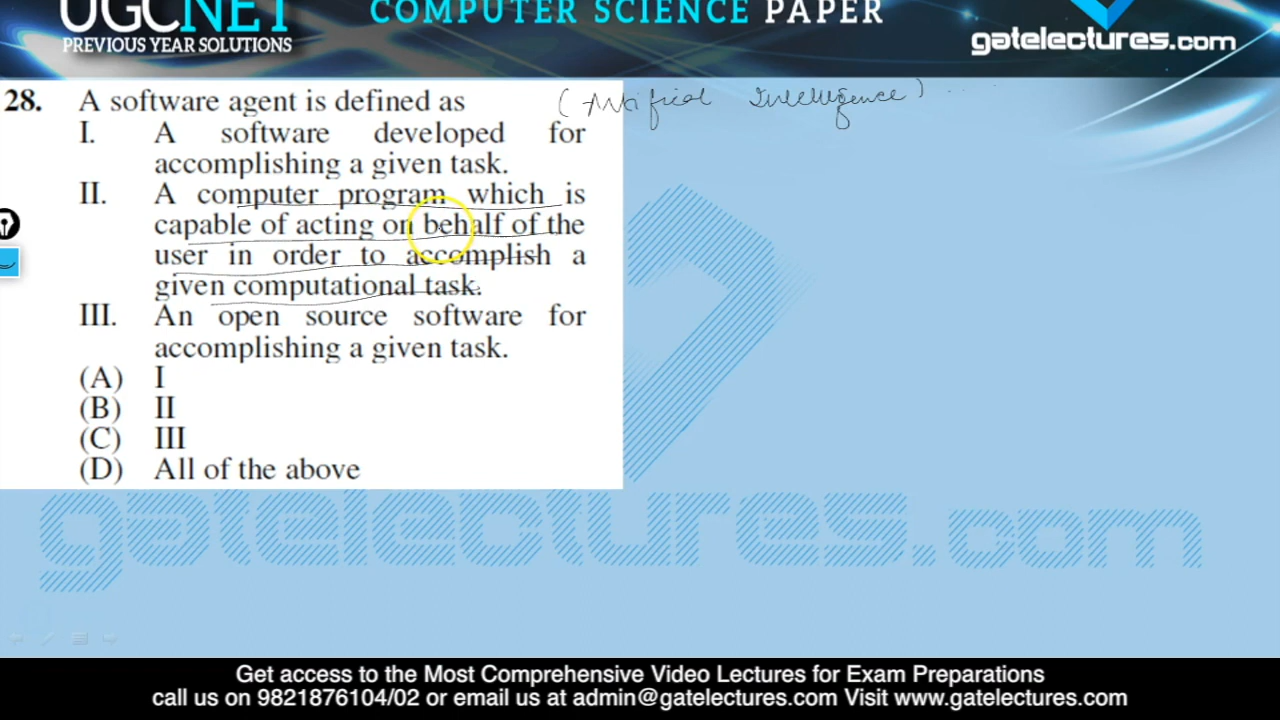 UGCNET COMPUTER SCIENCE PAPER
PREVIOUS YEAR SOLUTIONS
gatelectures.com
28. A software agent is defined as (Artificial Intelligence) ....
I. A software developed for
accomplishing a given task.
II. A computer program which is
capable of acting on behalf of the
user in order to accomplish a
given computational task.
III. An open source software for
accomplishing a given task.
(A) I
(B) II
(C) III
(D) All of the above
gatelectures.com
Get access to the Most Comprehensive Video Lectures for Exam Preparations
call us on 9821876104/02 or email us at admin@gatelectures.com Visit www.gatelectures.com